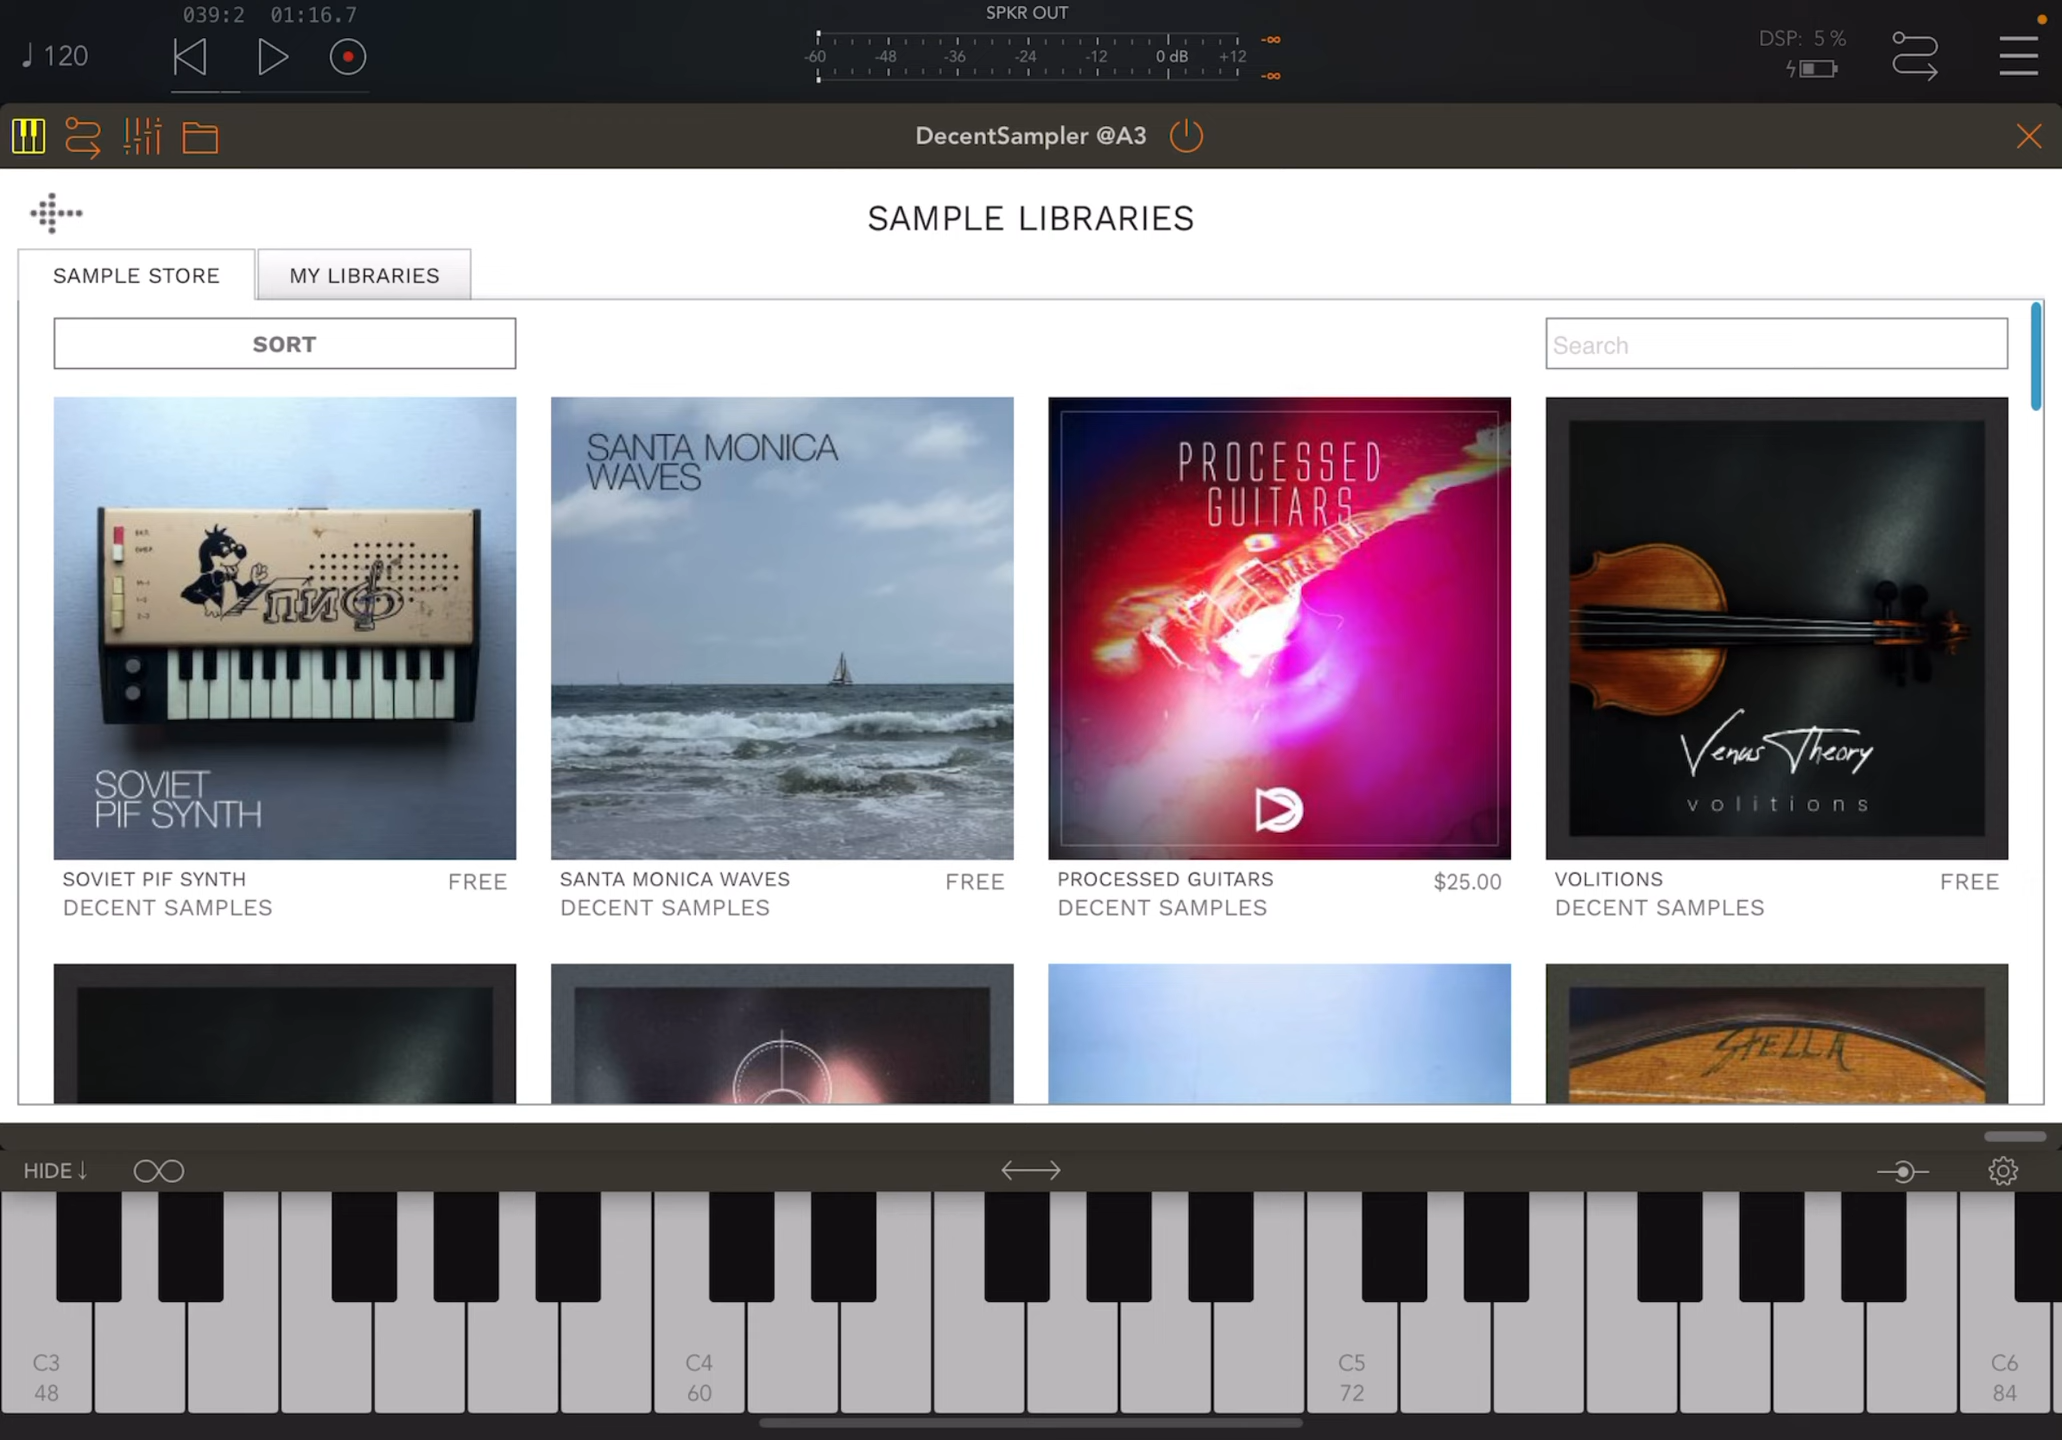 039:2 01:16.7
SPKR OUT
120
-60 -48 -36 -24 -12 0 dB +12
-∞
-∞
DSP: 5 %
DecentSampler @A3
SAMPLE LIBRARIES
SAMPLE STORE
MY LIBRARIES
SORT
Search
ПИФ
SOVIET
PIF SYNTH
SANTA MONICA
WAVES
PROCESSED
GUITARS
Venus Theory
volitions
SOVIET PIF SYNTH FREE
DECENT SAMPLES
SANTA MONICA WAVES FREE
DECENT SAMPLES
PROCESSED GUITARS $25.00
DECENT SAMPLES
VOLITIONS FREE
DECENT SAMPLES
STELLA
HIDE↓
C3
48
C4
60
C5
72
C6
84